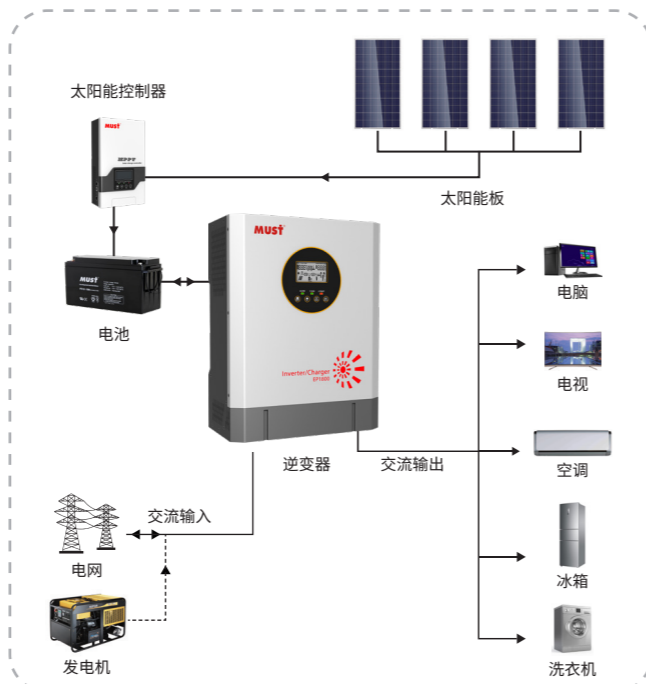 太阳能控制器
MUST
太阳能板
MUST
MUST
电池
Inverter/Charger
逆变器
交流输出
交流输入
电网
发电机
电脑
电视
空调
冰箱
洗衣机